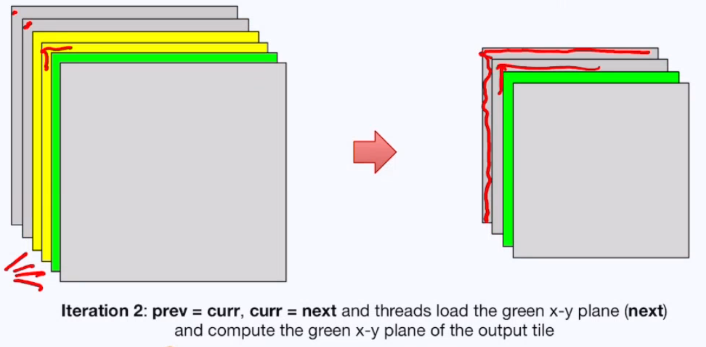 Iteration 2: prev = curr, curr = next and threads load the green x-y plane (next)
and compute the green x-y plane of the output tile